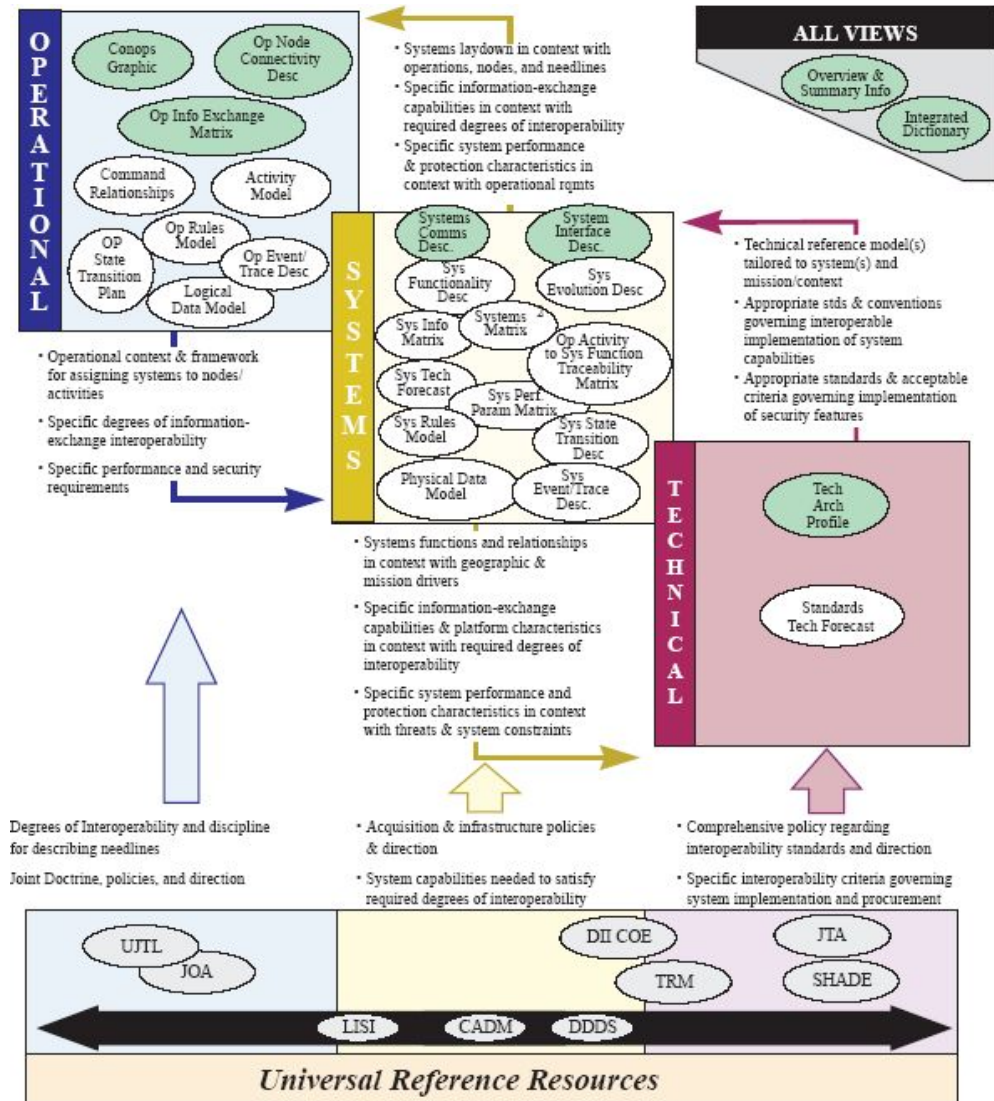 OPERATIONAL
Conops
Graphic
Op Node
Connectivity
Desc
Op Info Exchange
Matrix
Command
Relationships
Activity
Model
Op Rules
Model
OP
State
Transition
Plan
Op Event/
Trace Desc
Logical
Data Model
• Systems laydown in context with
operations, nodes, and needlines
• Specific information-exchange
capabilities in context with
required degrees of interoperability
• Specific system performance
& protection characteristics in
context with operational rqmts
ALL VIEWS
Overview &
Summary Info
Integrated
Dictionary
SYSTEMS
Systems
Comms
Desc.
System
Interface
Desc.
Sys
Functionality
Desc
Sys
Evolution Desc
Sys Info
Matrix
Systems 2
Matrix
Op Activity
to Sys Function
Traceability
Matrix
Sys Tech
Forecast
Sys Perf.
Param Matrix
Sys Rules
Model
Sys State
Transition
Desc
Physical Data
Model
Sys
Event/Trace
Desc.
• Technical reference model(s)
tailored to system(s) and
mission/context
• Appropriate stds & conventions
governing interoperable
implementation of system
capabilities
• Appropriate standards & acceptable
criteria governing implementation
of security features
• Operational context & framework
for assigning systems to nodes/
activities
• Specific degrees of information-
exchange interoperability
• Specific performance and security
requirements
TECHNICAL
Tech
Arch
Profile
Standards
Tech Forecast
• Systems functions and relationships
in context with geographic &
mission drivers
• Specific information-exchange
capabilities & platform characteristics
in context with required degrees of
interoperability
• Specific system performance and
protection characteristics in context
with threats & system constraints
Degrees of Interoperability and discipline
for describing needlines
Joint Doctrine, policies, and direction
• Acquisition & infrastructure policies
& direction
• System capabilities needed to satisfy
required degrees of interoperability
• Comprehensive policy regarding
interoperability standards and direction
• Specific interoperability criteria governing
system implementation and procurement
UJTL
JOA
DII COE
TRM
JTA
SHADE
LISI
CADM
DDDS
Universal Reference Resources